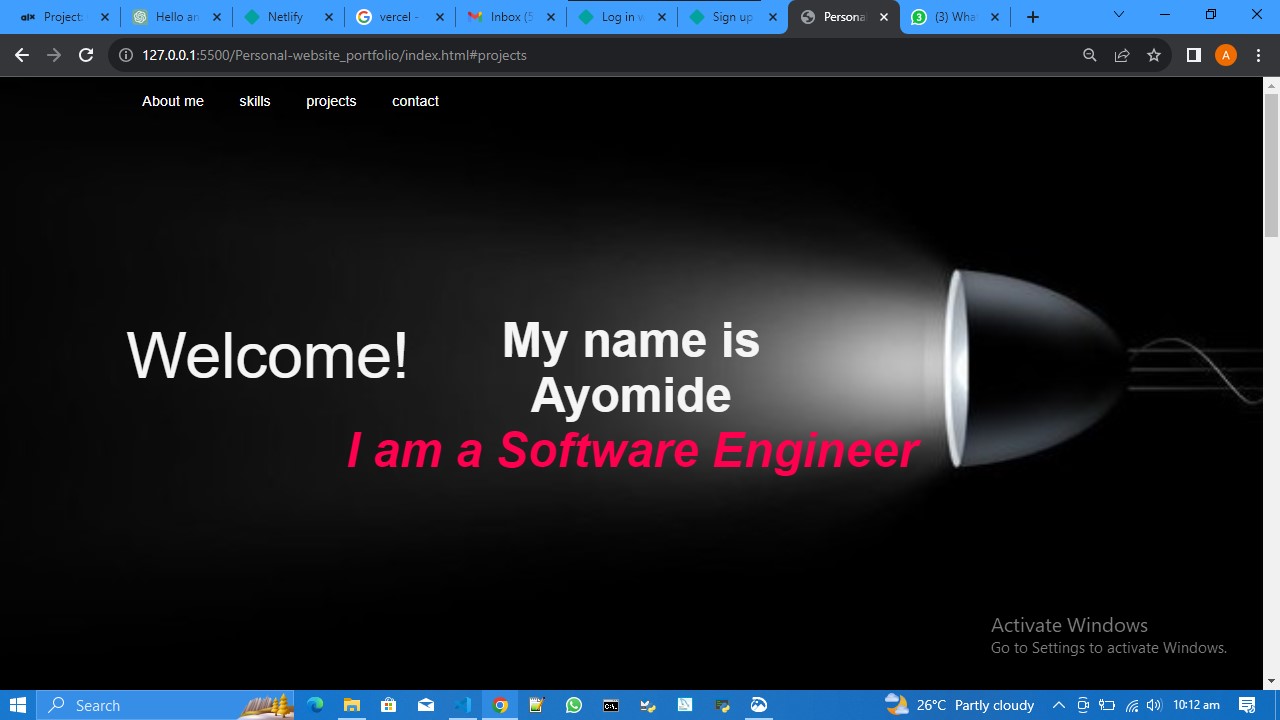 alx Project
Hello an
Netlify
vercel -
Inbox (5
Log in w
Sign up
Persona
(3) Wha
127.0.0.1:5500/Personal-website_portfolio/index.html#projects
A
About me skills projects contact
Welcome!
My name is
Ayomide
I am a Software Engineer
Activate Windows
Go to Settings to activate Windows.
Search
26°C Partly cloudy
10:12 am